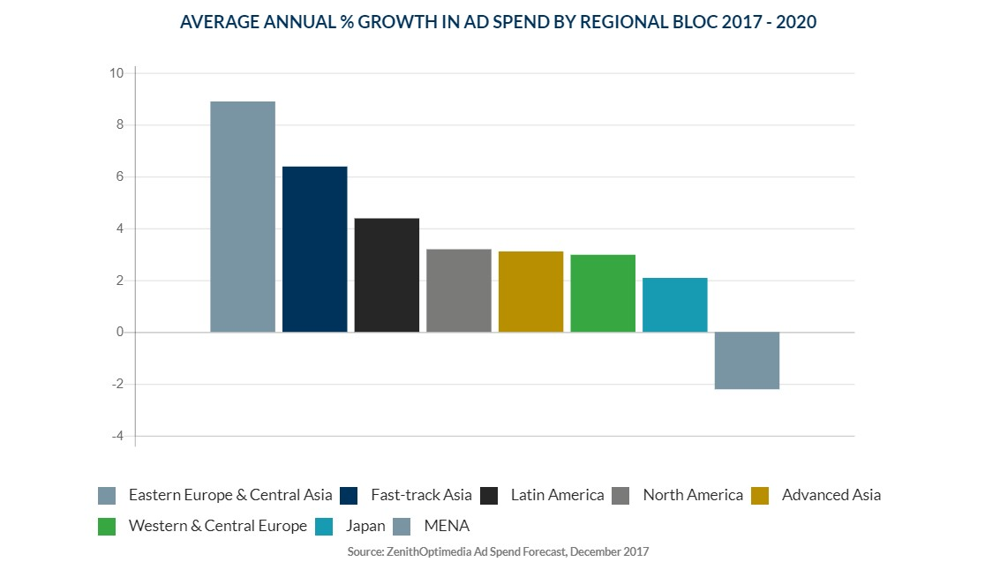 AVERAGE ANNUAL % GROWTH IN AD SPEND BY REGIONAL BLOC 2017 - 2020
10
8
6
4
2
0
-2
-4
Eastern Europe & Central Asia Fast-track Asia Latin America North America Advanced Asia
Western & Central Europe Japan MENA
Source: ZenithOptimedia Ad Spend Forecast, December 2017